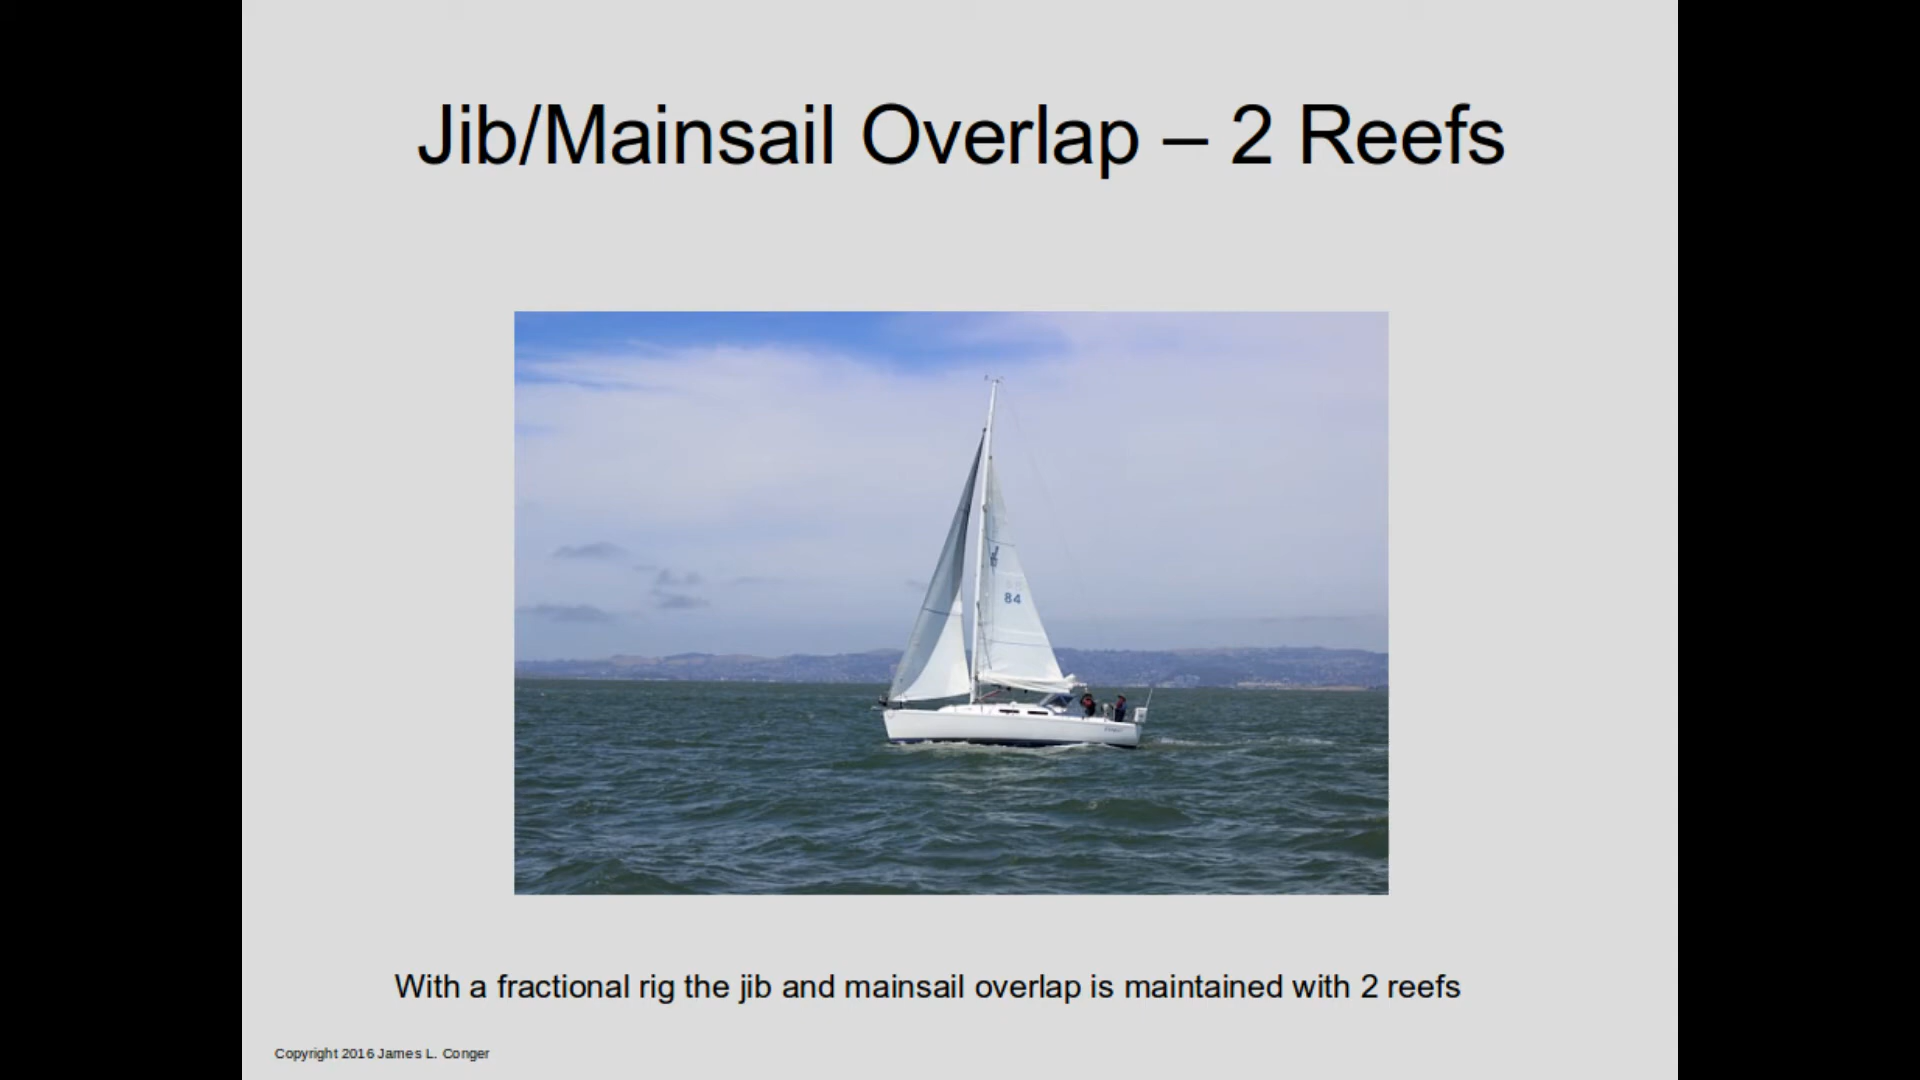 Jib/Mainsail Overlap – 2 Reefs
84
With a fractional rig the jib and mainsail overlap is maintained with 2 reefs
Copyright 2016 James L. Conger